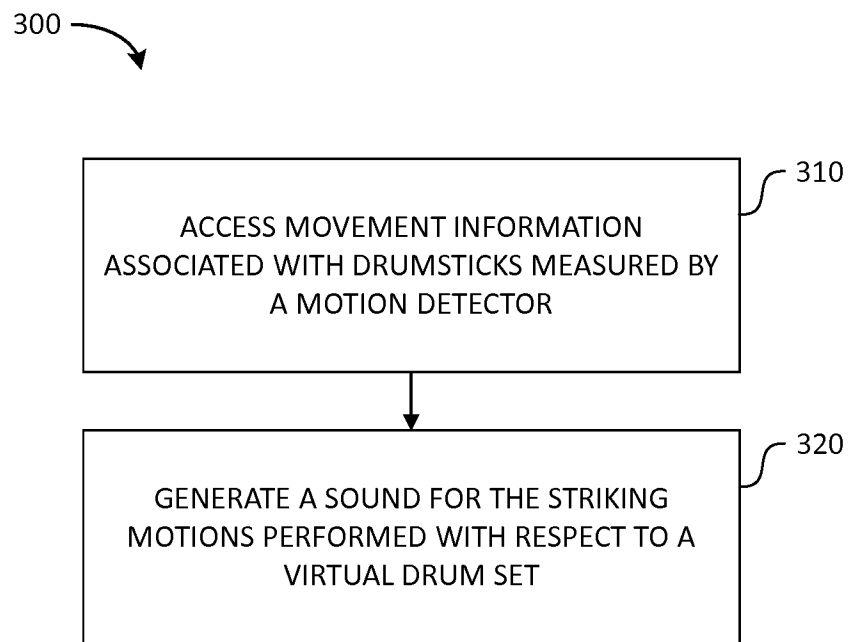 300
310
ACCESS MOVEMENT INFORMATION
ASSOCIATED WITH DRUMSTICKS MEASURED BY
A MOTION DETECTOR
320
GENERATE A SOUND FOR THE STRIKING
MOTIONS PERFORMED WITH RESPECT TO A
VIRTUAL DRUM SET